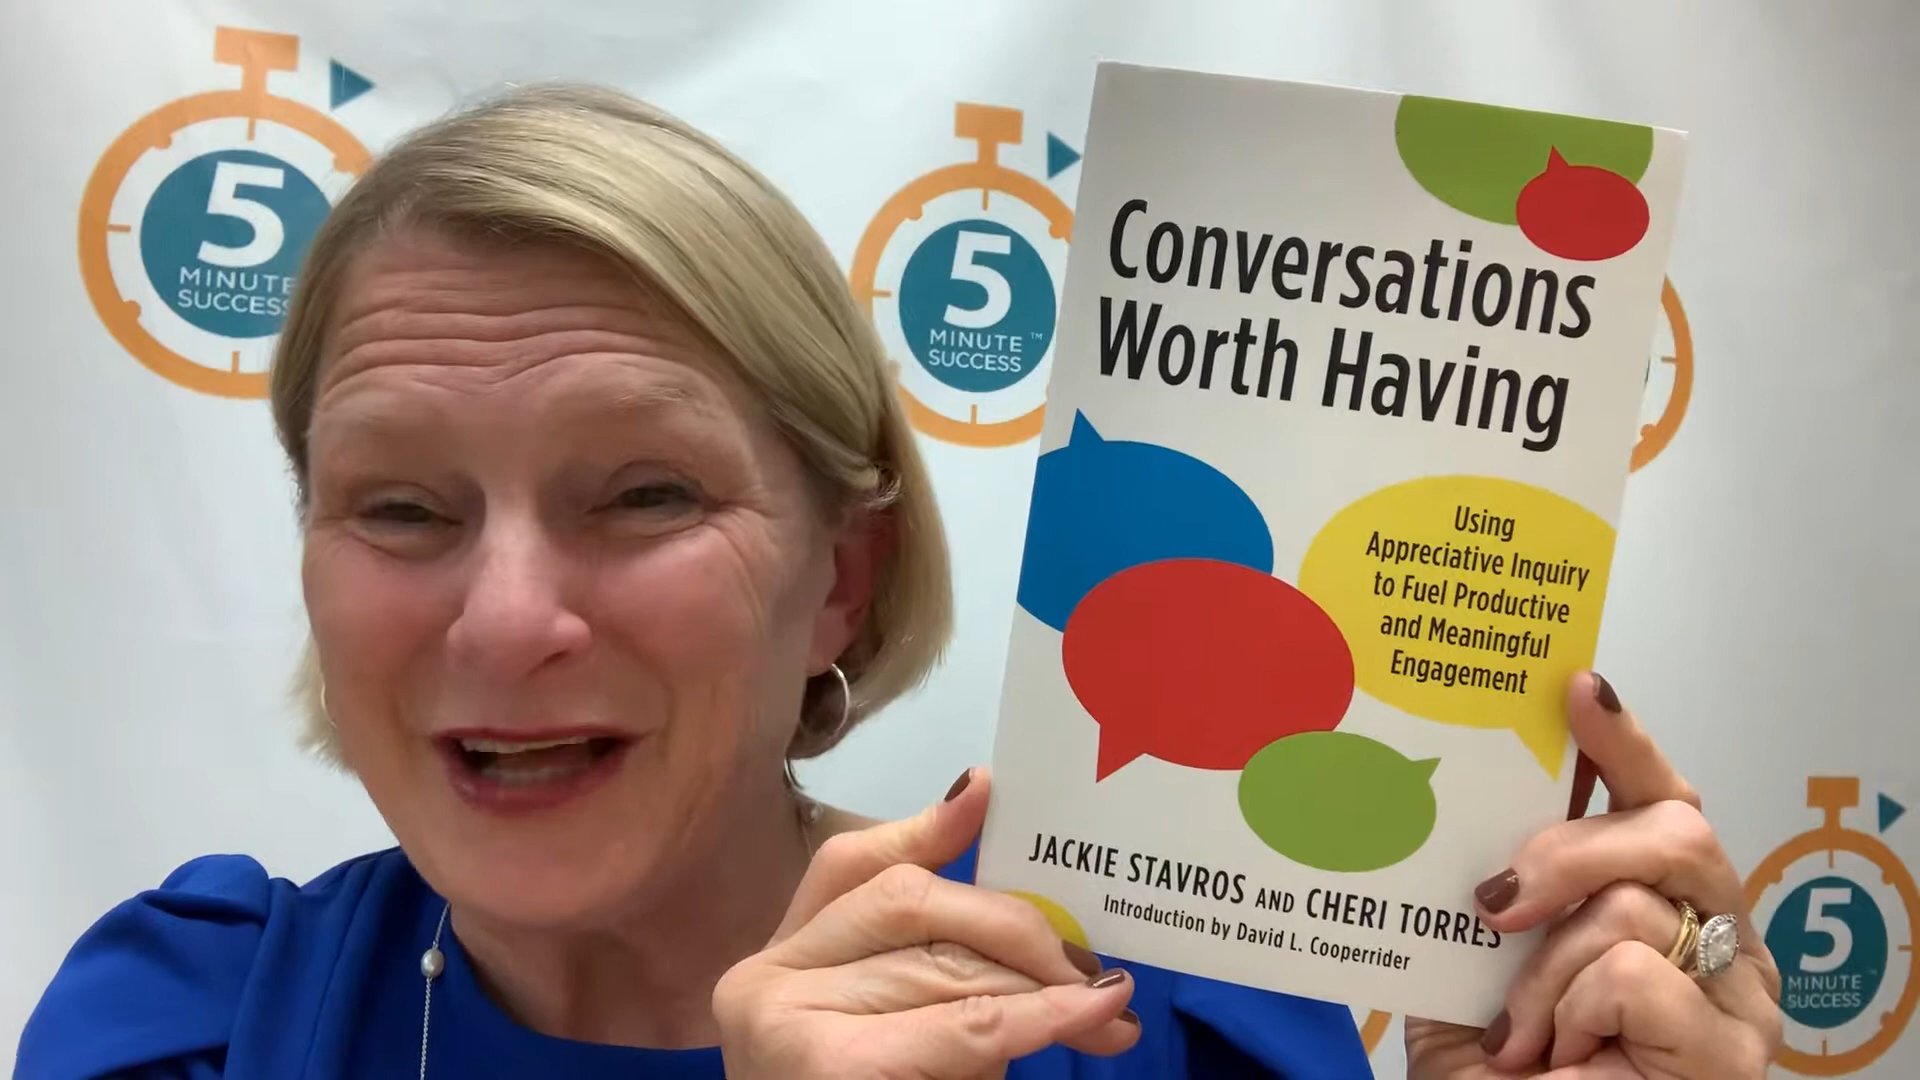 5
MINUTE
SUCCESS
5
MINUTE ™
SUCCESS
Conversations
Worth Having
Using
Appreciative Inquiry
to Fuel Productive
and Meaningful
Engagement
JACKIE STAVROS AND CHERI TORRES
Introduction by David L. Cooperrider
5
MINUTE
SUCCESS